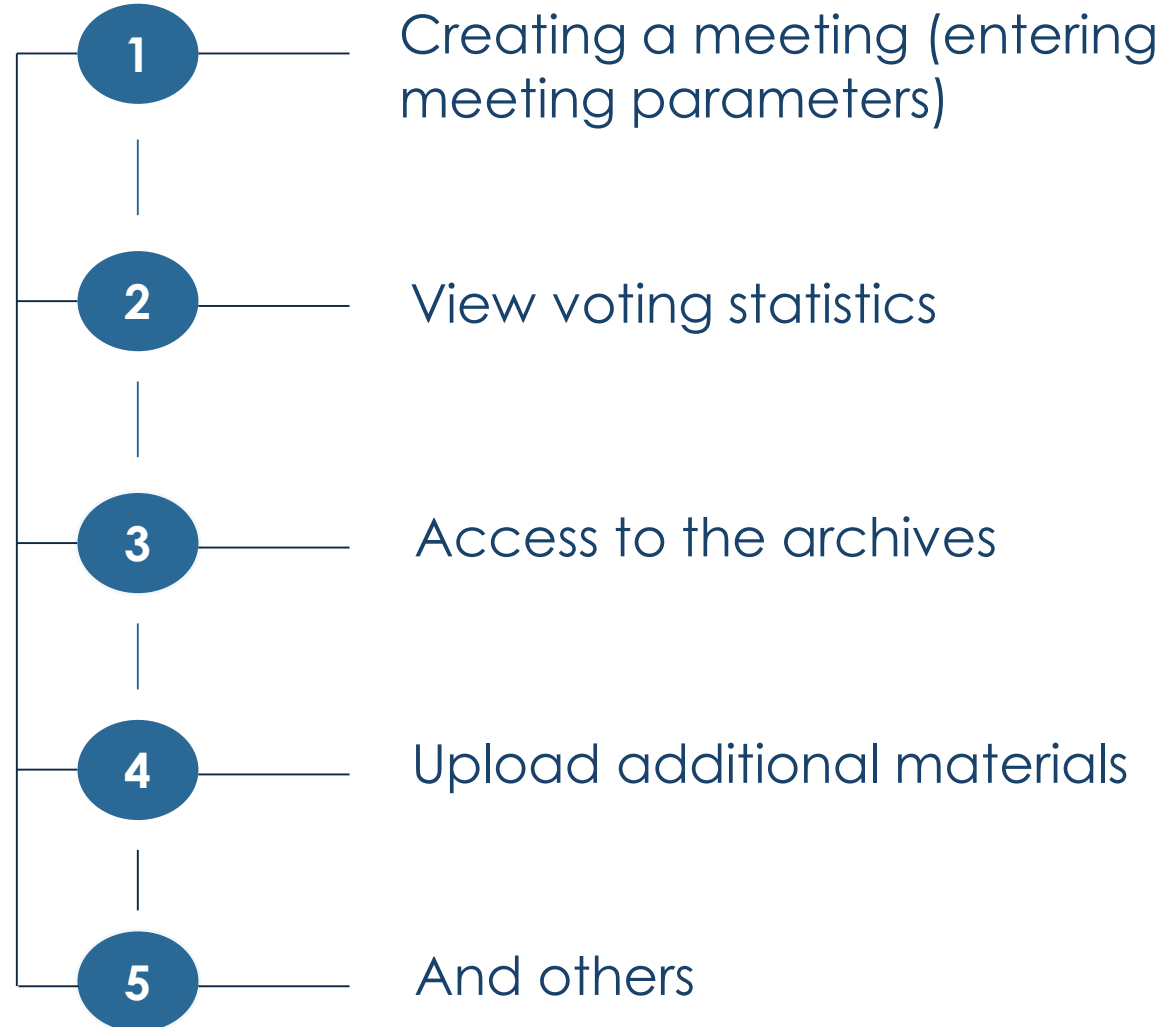 1
Creating a meeting (entering
meeting parameters)
2
View voting statistics
3
Access to the archives
4
Upload additional materials
5
And others